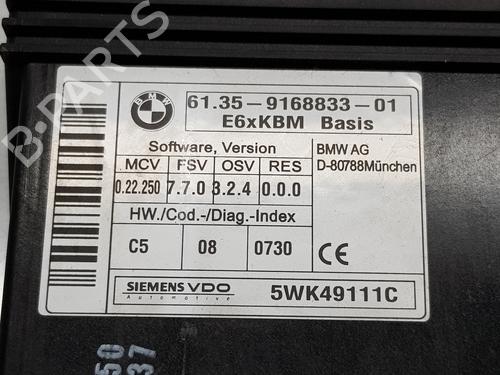 BMW
61.35-9168833-01
E6xKBM Basis
Software, Version
MCV FSV OSV RES
0.22.250 7.7.0 3.2.4 0.0.0
HW./Cod.-/Diag.-Index
C5 08 0730
BMW AG
D-80788München
CE
SIEMENS VDO
Automotive
5WK49111C
50
37
B-PARTS